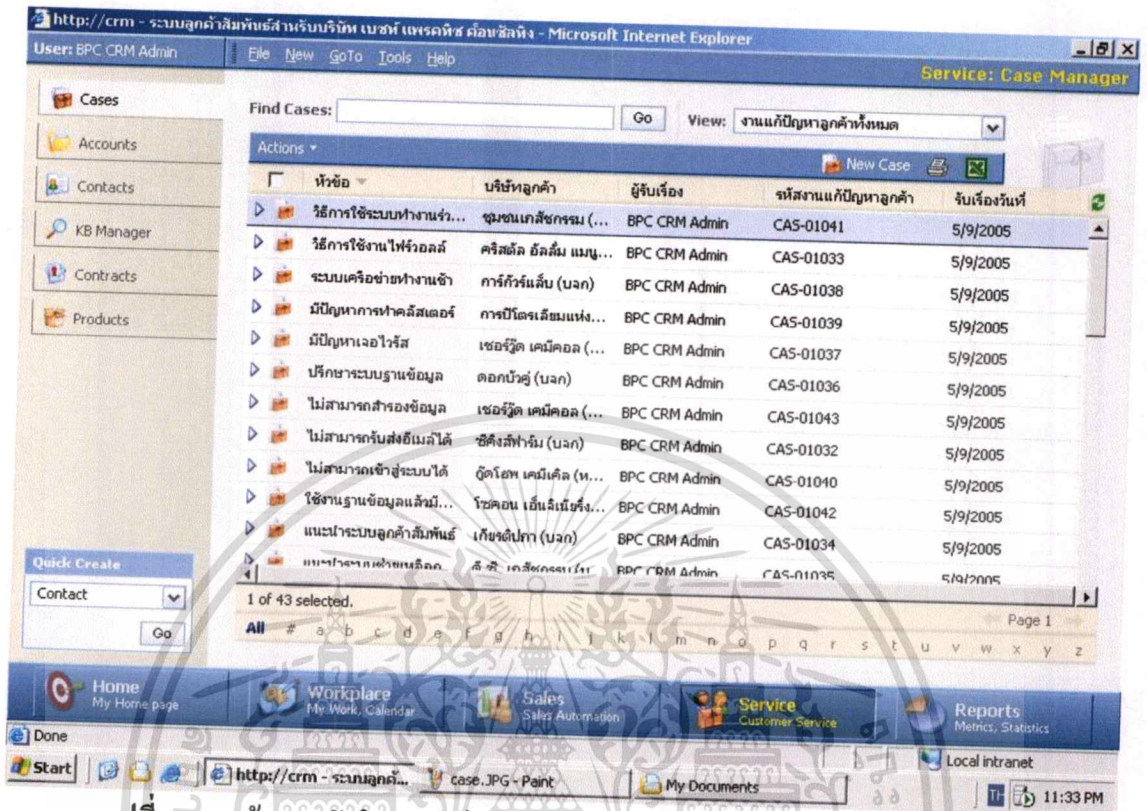 http://crm - ระบบลูกค้าสัมพันธ์สำหรับบริษัท เบซท์ แพรคทิซ ค็อนซัลทิง - Microsoft Internet Explorer
User: BPC CRM Admin
File New GoTo Tools Help
Service: Case Manager
Cases
Accounts
Contacts
KB Manager
Contracts
Products
Find Cases: Go View: งานแก้ปัญหาลูกค้าทั้งหมด
Actions New Case
หัวข้อ บริษัทลูกค้า ผู้รับเรื่อง รหัสงานแก้ปัญหาลูกค้า รับเรื่องวันที่
วิธีการใช้ระบบทำงานร่ว... ชุมชนเภสัชกรรม (... BPC CRM Admin CAS-01041 5/9/2005
วิธีการใช้งานไฟร์วอลล์ คริสตัล อัลลั่ม แมนู... BPC CRM Admin CAS-01033 5/9/2005
ระบบเครือข่ายทำงานช้า การ์กัวร์แส็บ (บจก) BPC CRM Admin CAS-01038 5/9/2005
มีปัญหาการทำคลัสเตอร์ การปิโตรเลียมแห่ง... BPC CRM Admin CAS-01039 5/9/2005
มีปัญหาเจอไวรัส เชอร์วู๊ด เคมีคอล (... BPC CRM Admin CAS-01037 5/9/2005
ปรึกษาระบบฐานข้อมูล ดอกบัวคู่ (บจก) BPC CRM Admin CAS-01036 5/9/2005
ไม่สามารถสำรองข้อมูล เชอร์วู๊ด เคมีคอล (... BPC CRM Admin CAS-01043 5/9/2005
ไม่สามารถรับส่งอีเมล์ได้ ซีคิงส์ฟาร์ม (บจก) BPC CRM Admin CAS-01032 5/9/2005
ไม่สามารถเข้าสู่ระบบได้ กู๊ดโฮพ เคมีเคิล (ห... BPC CRM Admin CAS-01040 5/9/2005
ใช้งานฐานข้อมูลแล้วมี... โซคอน เอ็นจิเนียริ่ง... BPC CRM Admin CAS-01042 5/9/2005
แนะนำระบบลูกค้าสัมพันธ์ เกียรติปภา (บจก) BPC CRM Admin CAS-01034 5/9/2005
แนะนำระบบช่วยเหลือก ดี.ซี. เภสัชกรรม BPC CRM Admin CAS-01035 5/9/2005
1 of 43 selected. Page 1
All # a b c d e f g h i j k l m n o p q r s t u v w x y z
Quick Create
Contact
Go
Home
My Home page
Workplace
My Work, Calendar
Sales
Sales Automation
Service
Customer Service
Reports
Metrics, Statistics
Done Local intranet
Start http://crm - ระบบลูกค้... case.JPG - Paint My Documents TH 11:33 PM